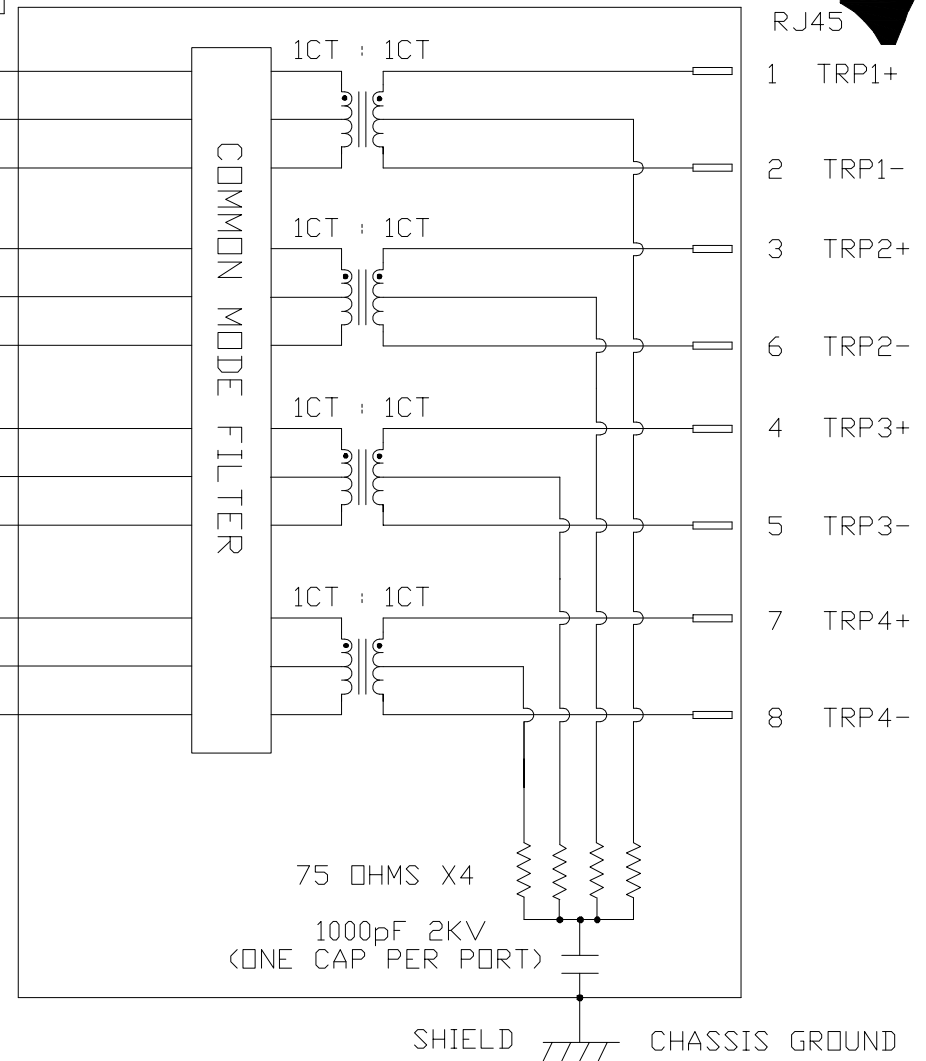 RJ45
1CT : 1CT
1 TRP1+
2 TRP1-
1CT : 1CT
3 TRP2+
COMMON MODE FILTER
6 TRP2-
1CT : 1CT
4 TRP3+
5 TRP3-
1CT : 1CT
7 TRP4+
8 TRP4-
75 OHMS X4
1000pF 2KV
(ONE CAP PER PORT)
SHIELD CHASSIS GROUND